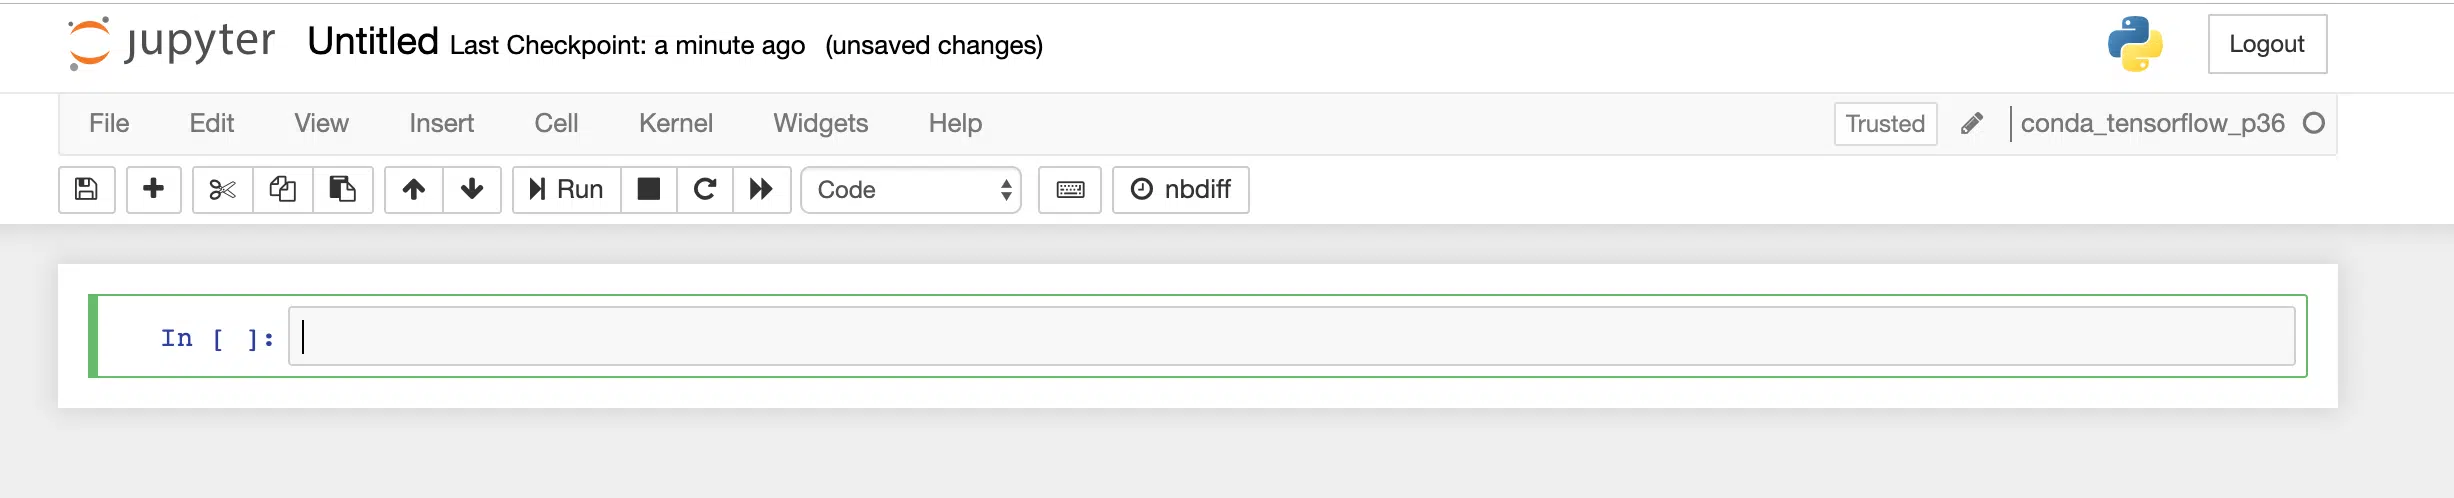 jupyter Untitled Last Checkpoint: a minute ago (unsaved changes) Logout
File Edit View Insert Cell Kernel Widgets Help Trusted conda_tensorflow_p36
Run Code nbdiff
In [ ]: